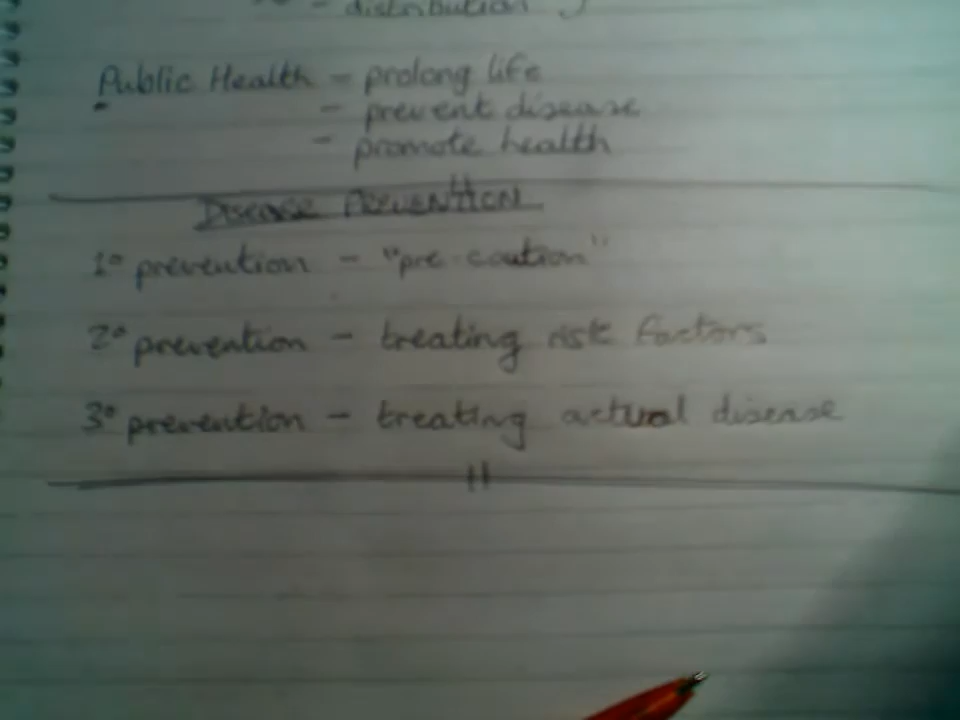 - distribution
Public Health - prolong life
- prevent disease
- promote health
DISEASE PREVENTION
1° prevention - "pre-caution"
2° prevention - treating risk factors
3° prevention - treating actual disease